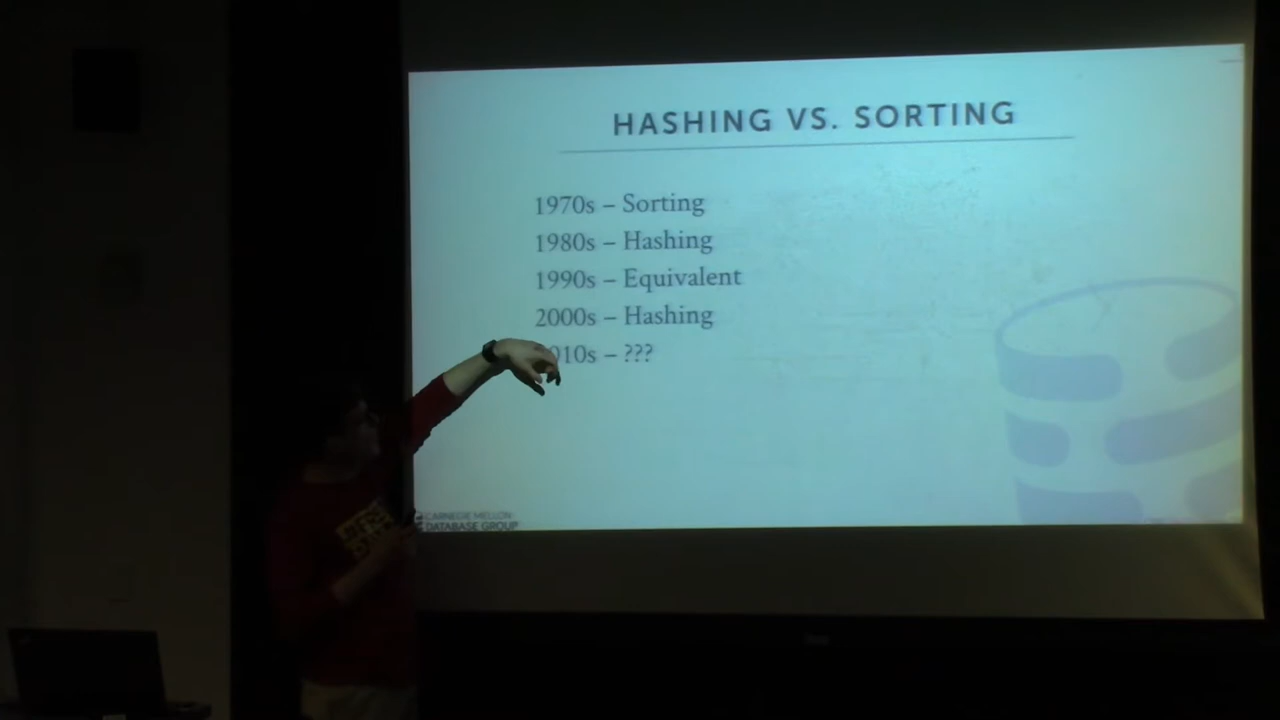 HASHING VS. SORTING
1970s – Sorting
1980s – Hashing
1990s – Equivalent
2000s – Hashing
010s – ???
CARNEGIE MELLON
DATABASE GROUP